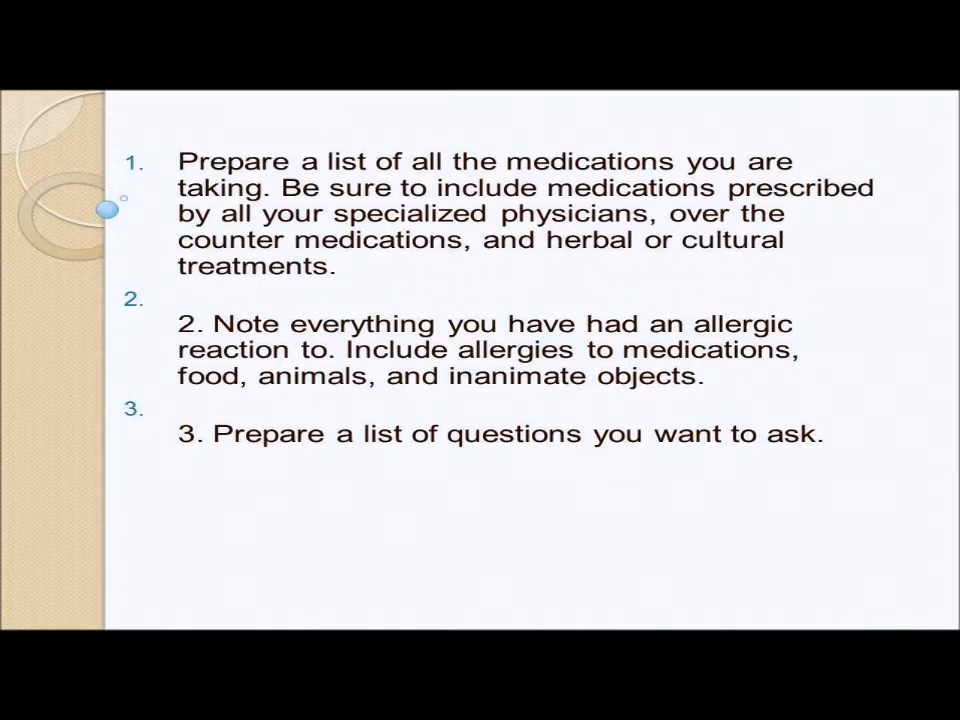 1. Prepare a list of all the medications you are
taking. Be sure to include medications prescribed
by all your specialized physicians, over the
counter medications, and herbal or cultural
treatments.
2.
2. Note everything you have had an allergic
reaction to. Include allergies to medications,
food, animals, and inanimate objects.
3.
3. Prepare a list of questions you want to ask.